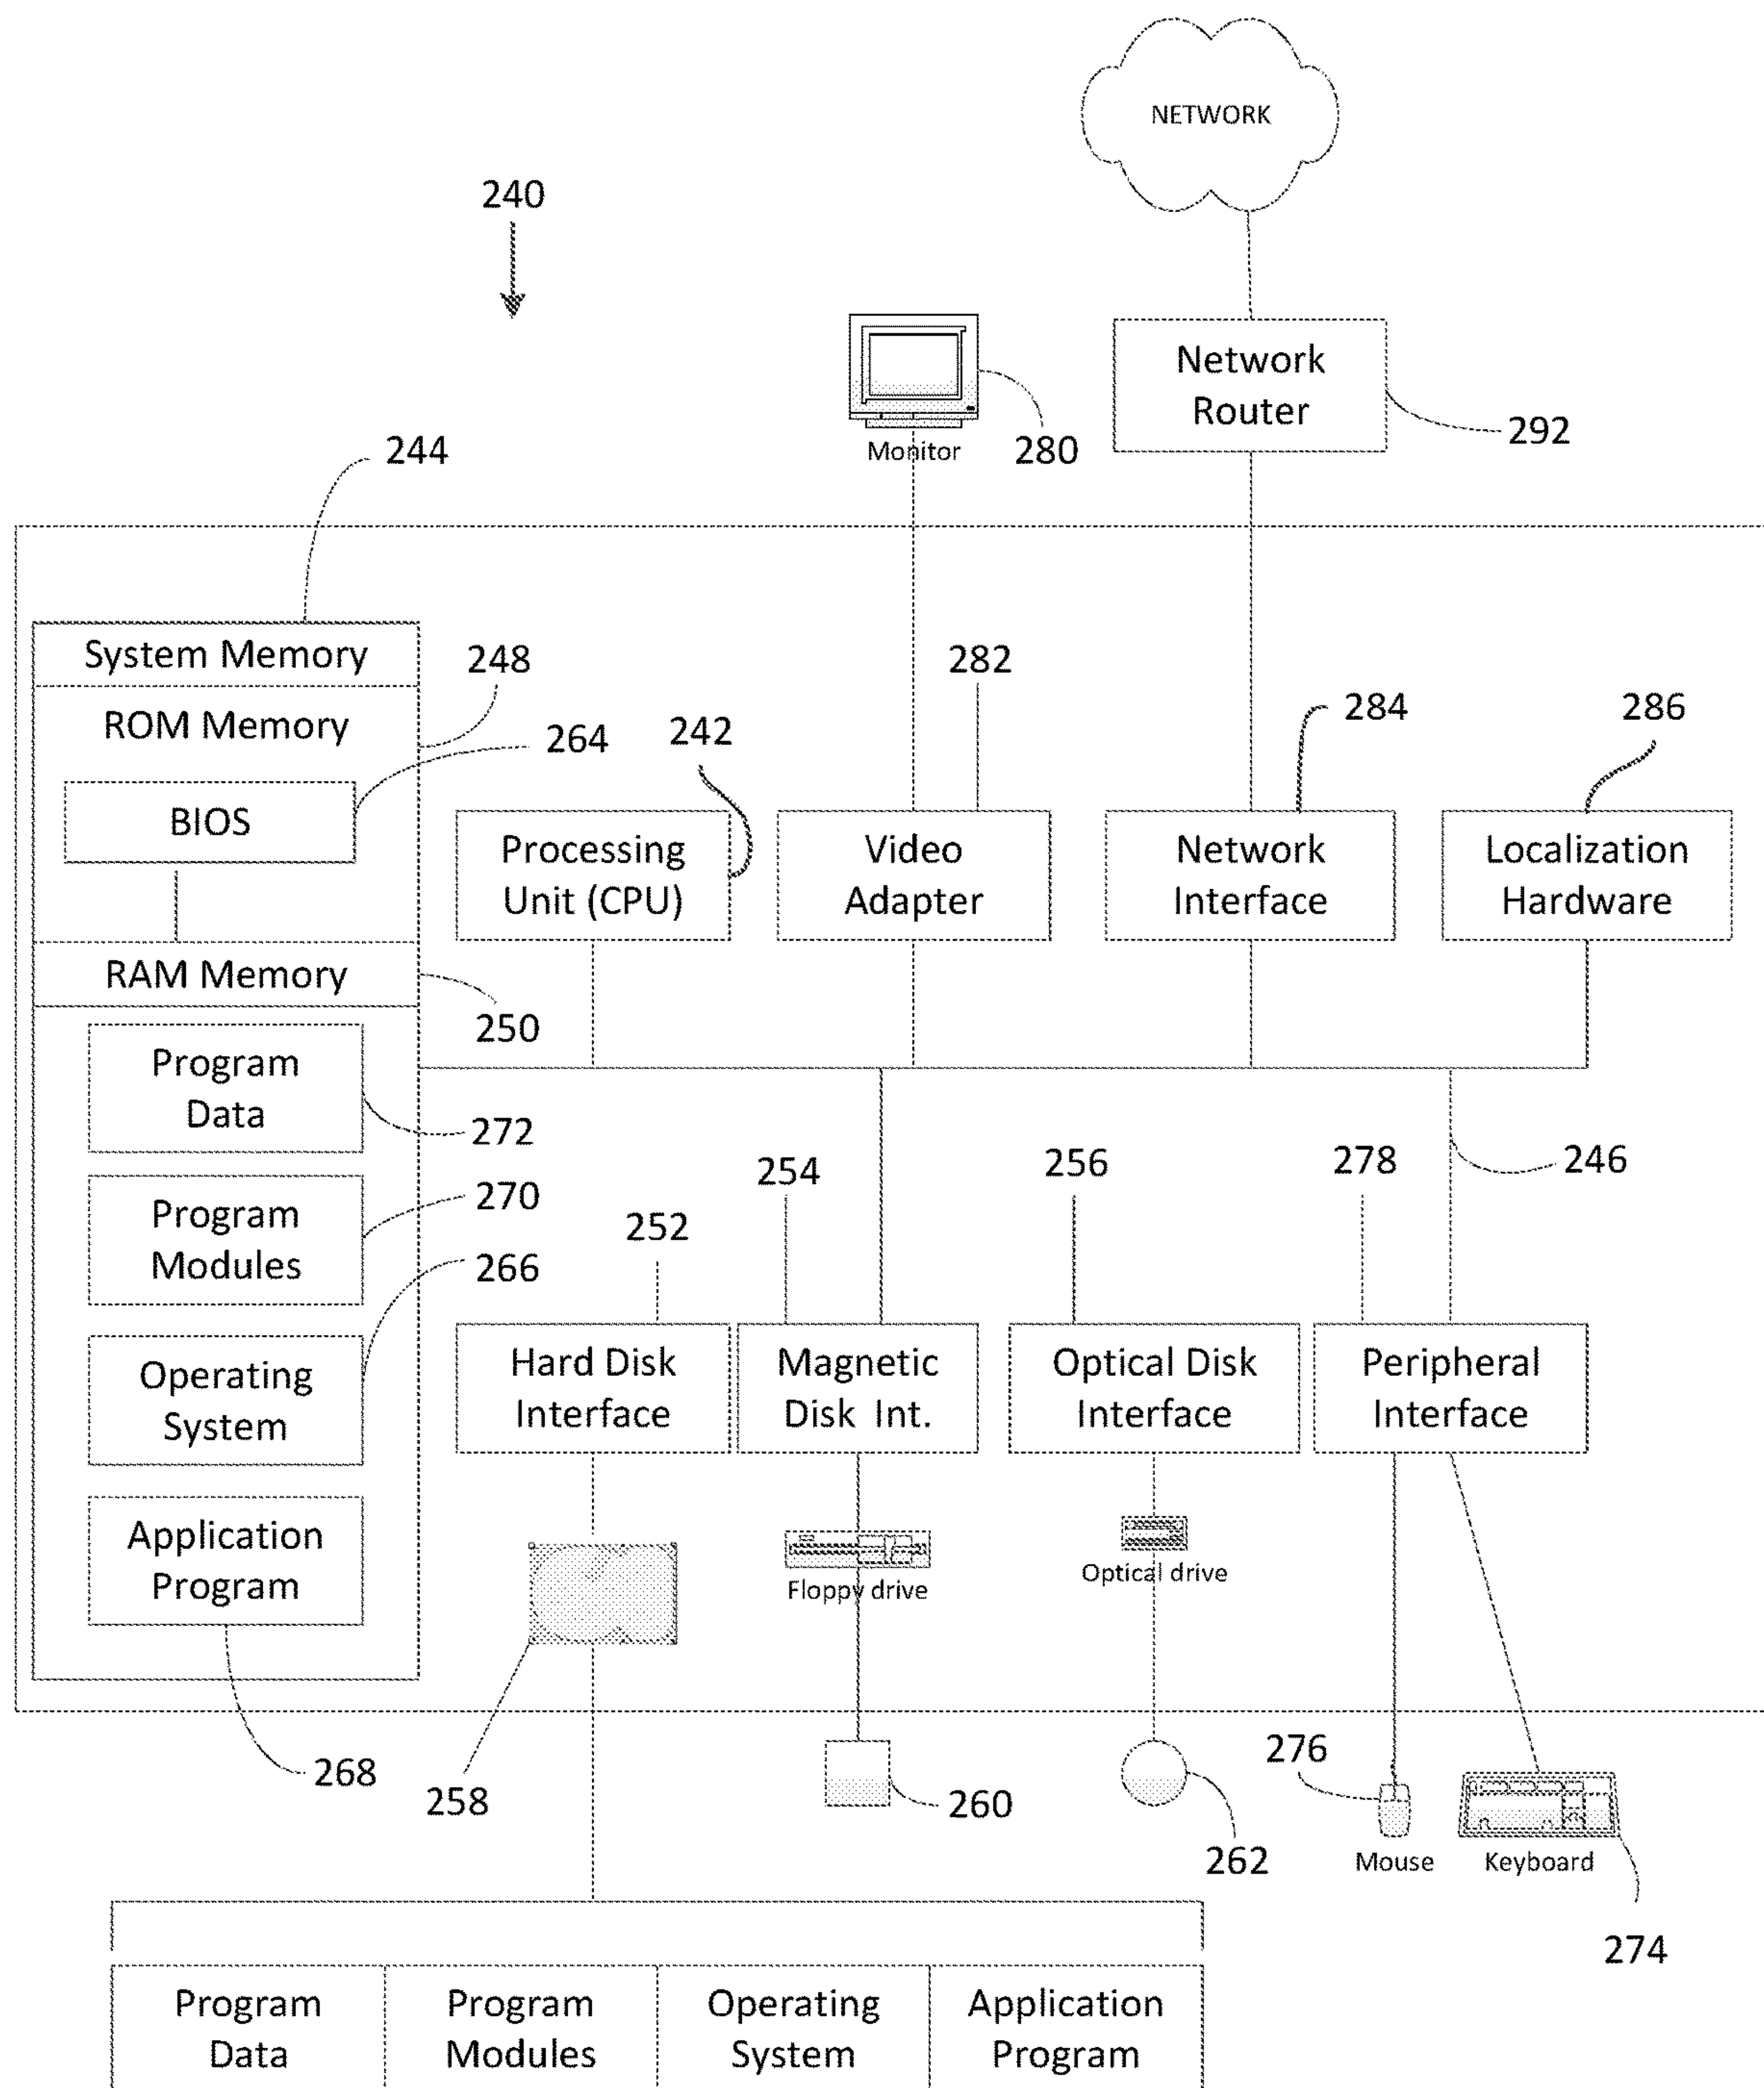 NETWORK
240
Network
Router
292
Monitor
280
244
System Memory
248
282
ROM Memory
264
242
284
286
BIOS
Processing
Unit (CPU)
Video
Adapter
Network
Interface
Localization
Hardware
RAM Memory
250
Program
Data
272
254
256
278
246
Program
Modules
270
252
266
Operating
System
Hard Disk
Interface
Magnetic
Disk Int.
Optical Disk
Interface
Peripheral
Interface
Application
Program
Floppy drive
Optical drive
268
258
260
262
276
Mouse
Keyboard
274
Program
Data
Program
Modules
Operating
System
Application
Program